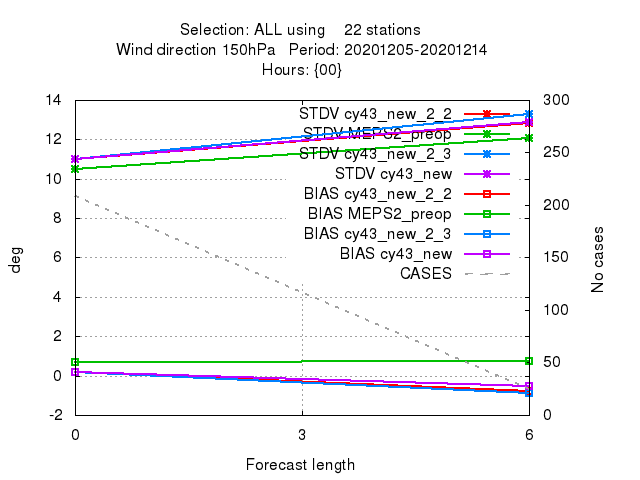 Selection: ALL using 22 stations
Wind direction 150hPa Period: 20201205-20201214
Hours: {00}
14
12
10
8
6
4
2
0
-2
deg
300
250
200
150
100
50
0
No cases
STDV cy43_new_2_2
STDV MEPS2_preop
STDV cy43_new_2_3
STDV cy43_new
BIAS cy43_new_2_2
BIAS MEPS2_preop
BIAS cy43_new_2_3
BIAS cy43_new
CASES
0 3 6
Forecast length